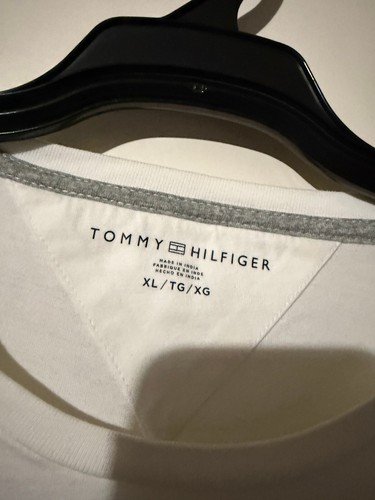 TOMMY HILFIGER
MADE IN INDIA
FABRIQUÉ EN INDE
HECHO EN INDIA
XL/TG/XG